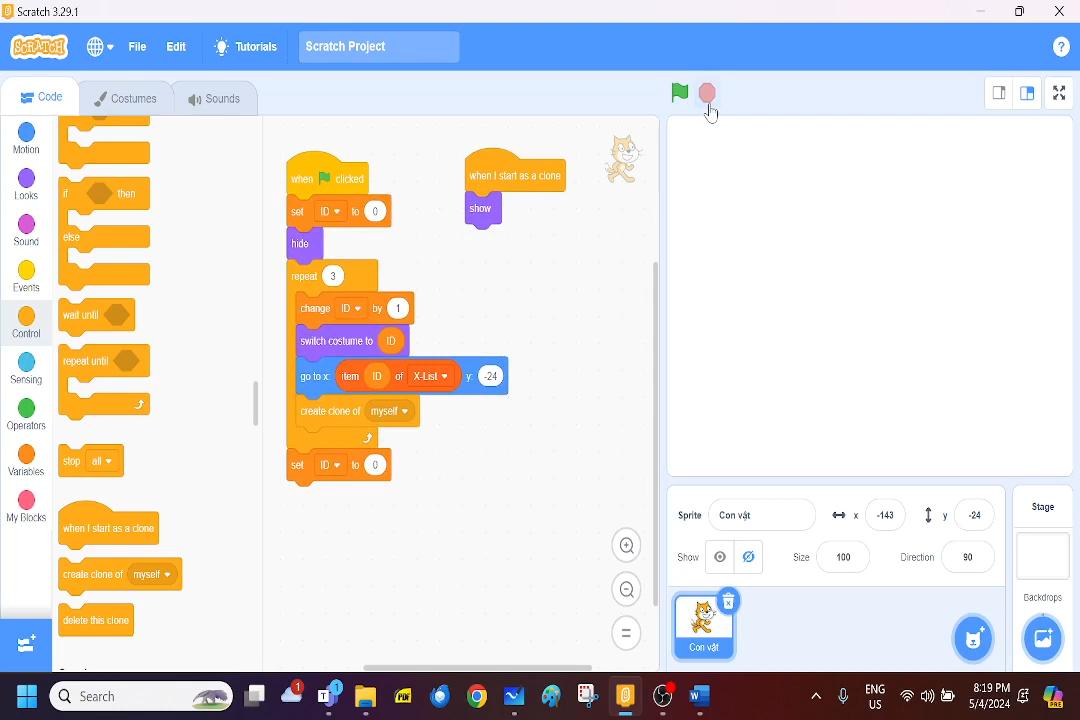 Scratch 3.29.1
SCRATCH
File
Edit
Tutorials
Scratch Project
?
Code
Costumes
Sounds
Motion
Looks
Sound
Events
Control
Sensing
Operators
Variables
My Blocks
if then
else
wait until
repeat until
stop all
when I start as a clone
create clone of myself
delete this clone
when clicked
set ID to 0
hide
repeat 3
change ID by 1
switch costume to ID
go to x: item ID of X-List y: -24
create clone of myself
set ID to 0
when I start as a clone
show
Sprite Con vật x -143 y -24
Show Size 100 Direction 90
Con vật
Stage
Backdrops
1
Search
1
PDF
ENG
US
8:19 PM
5/4/2024
PRE